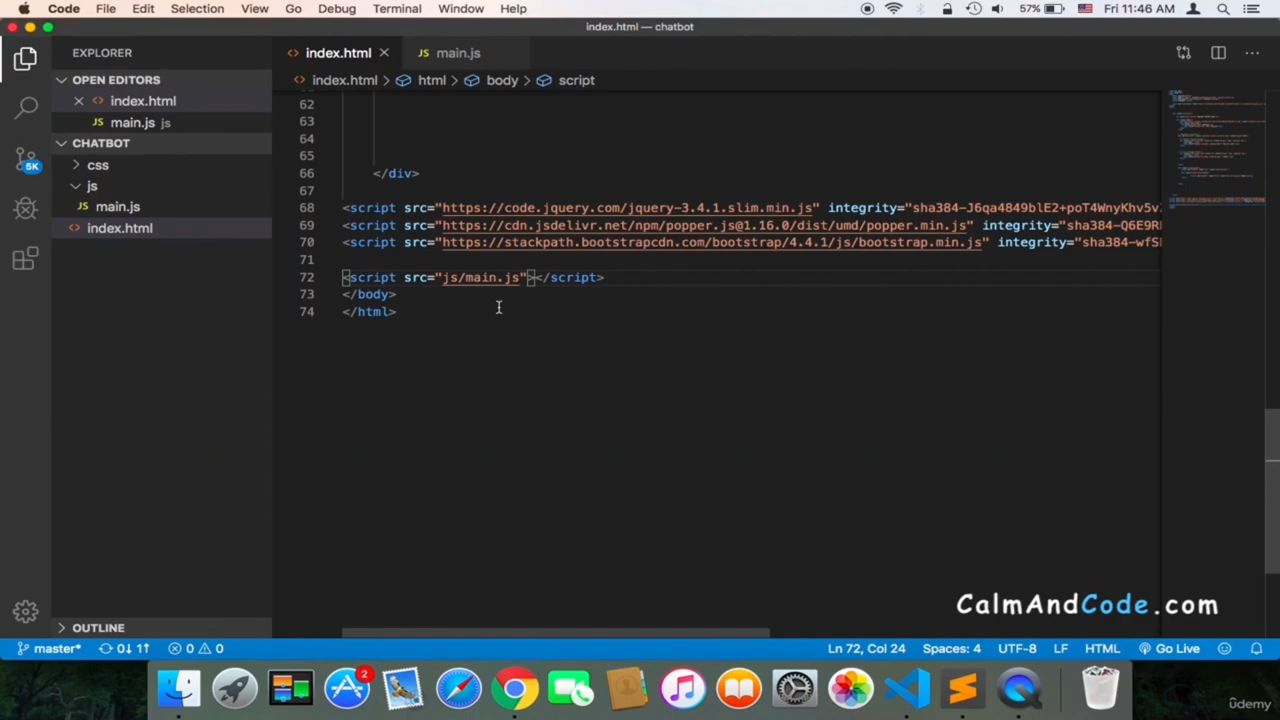 Code File Edit Selection View Go Debug Terminal Window Help 57% Fri 11:46 AM
index.html — chatbot
EXPLORER
index.html
main.js
OPEN EDITORS
index.html > html > body > script
index.html
main.js js
CHATBOT
css
js
main.js
index.html
5K
62
63
64
65
66 </div>
67
68 <script src="https://code.jquery.com/jquery-3.4.1.slim.min.js" integrity="sha384-J6qa4849blE2+poT4WnyKhv5v
69 <script src="https://cdn.jsdelivr.net/npm/popper.js@1.16.0/dist/umd/popper.min.js" integrity="sha384-Q6E9R
70 <script src="https://stackpath.bootstrapcdn.com/bootstrap/4.4.1/js/bootstrap.min.js" integrity="sha384-wfS
71
72 <script src="js/main.js"></script>
73 </body>
74 </html>
CalmAndCode.com
OUTLINE
master* 0↓ 1↑ 0 0 Ln 72, Col 24 Spaces: 4 UTF-8 LF HTML Go Live
2
ûdemy